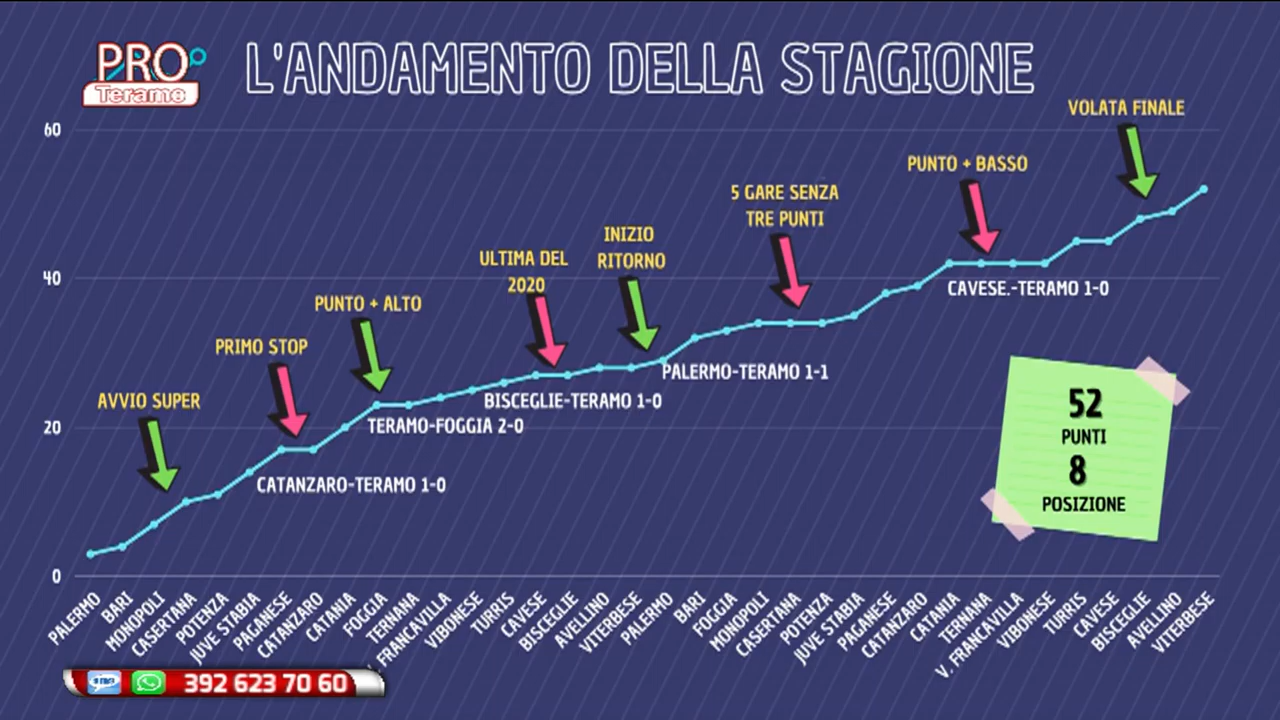 PRO
Teramo
L'ANDAMENTO DELLA STAGIONE
VOLATA FINALE
60
PUNTO + BASSO
5 GARE SENZA
TRE PUNTI
INIZIO
RITORNO
ULTIMA DEL
2020
40
PUNTO + ALTO
CAVESE.-TERAMO 1-0
PRIMO STOP
PALERMO-TERAMO 1-1
AVVIO SUPER
BISCEGLIE-TERAMO 1-0
TERAMO-FOGGIA 2-0
20
CATANZARO-TERAMO 1-0
52
PUNTI
8
POSIZIONE
0
PALERMO
BARI
MONOPOLI
CASERTANA
POTENZA
JUVE STABIA
PAGANESE
CATANZARO
CATANIA
FOGGIA
TERNANA
V. FRANCAVILLA
VIBONESE
TURRIS
CAVESE
BISCEGLIE
AVELLINO
VITERBESE
PALERMO
BARI
FOGGIA
MONOPOLI
CASERTANA
POTENZA
JUVE STABIA
PAGANESE
CATANZARO
CATANIA
TERNANA
V. FRANCAVILLA
VIBONESE
TURRIS
CAVESE
BISCEGLIE
AVELLINO
VITERBESE
392 623 70 60